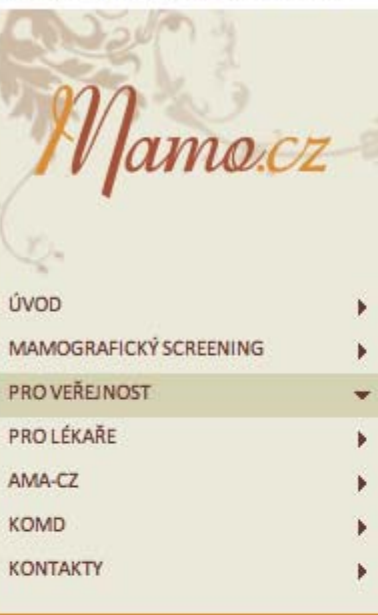 Mamo.cz
ÚVOD
MAMOGRAFICKÝ SCREENING
PRO VEŘEJNOST
PRO LÉKAŘE
AMA-CZ
KOMD
KONTAKTY